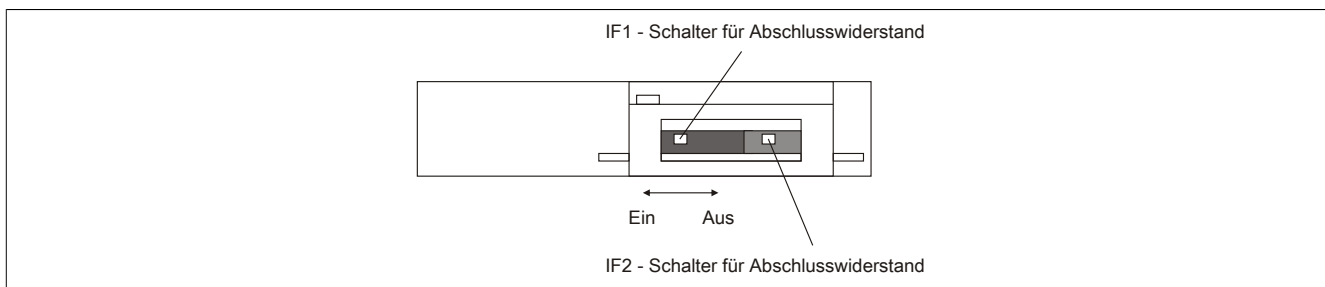 IF1 - Schalter für Abschlusswiderstand
Ein Aus
IF2 - Schalter für Abschlusswiderstand